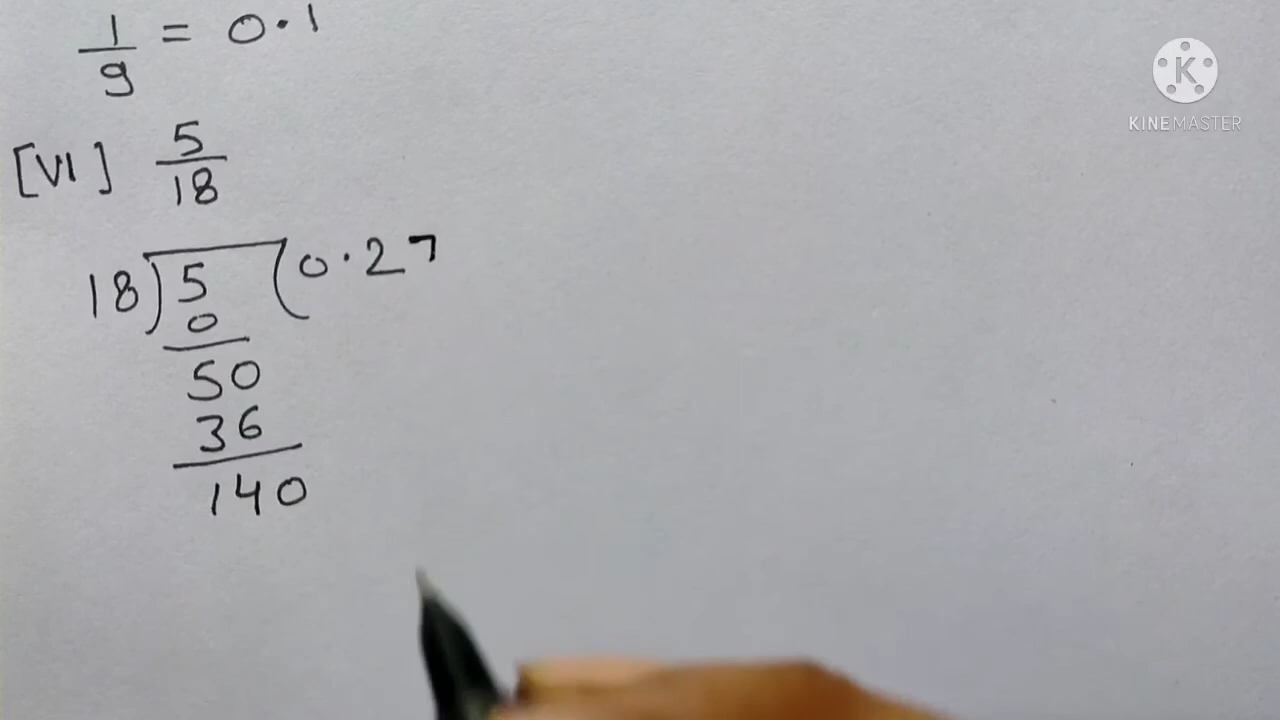 1/9 = 0.1
[VI] 5/18
18)5(0.27
0
50
36
140
K
KINEMASTER